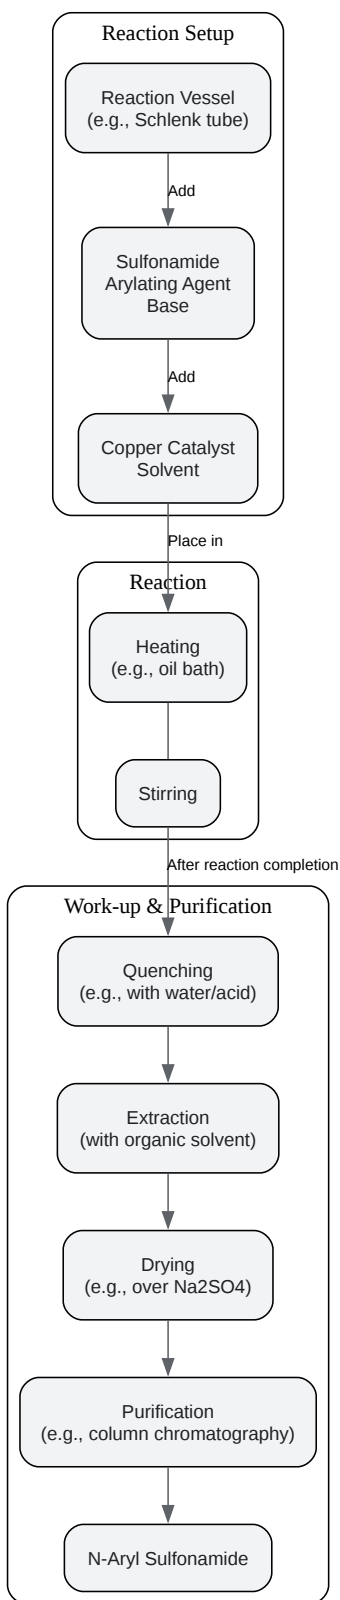 Reaction Setup
Reaction Vessel
(e.g., Schlenk tube)
Add
Sulfonamide
Arylating Agent
Base
Add
Copper Catalyst
Solvent
Place in
Reaction
Heating
(e.g., oil bath)
Stirring
After reaction completion
Work-up & Purification
Quenching
(e.g., with water/acid)
Extraction
(with organic solvent)
Drying
(e.g., over Na2SO4)
Purification
(e.g., column chromatography)
N-Aryl Sulfonamide